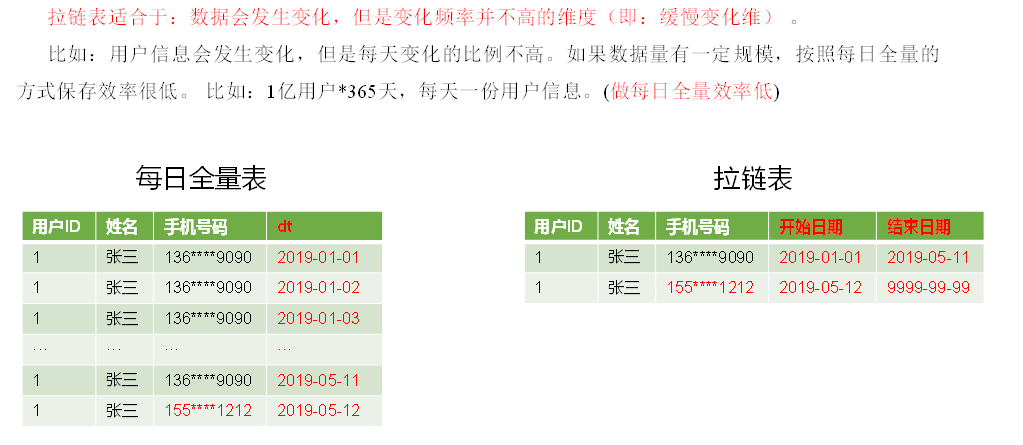 拉链表适合于：数据会发生变化，但是变化频率并不高的维度（即：缓慢变化维）。
比如：用户信息会发生变化，但是每天变化的比例不高。如果数据量有一定规模，按照每日全量的
方式保存效率很低。 比如：1亿用户*365天，每天一份用户信息。(做每日全量效率低)
每日全量表
用户ID 姓名 手机号码 dt
1 张三 136****9090 2019-01-01
1 张三 136****9090 2019-01-02
1 张三 136****9090 2019-01-03
... ... ... ...
1 张三 136****9090 2019-05-11
1 张三 155****1212 2019-05-12
拉链表
用户ID 姓名 手机号码 开始日期 结束日期
1 张三 136****9090 2019-01-01 2019-05-11
1 张三 155****1212 2019-05-12 9999-99-99